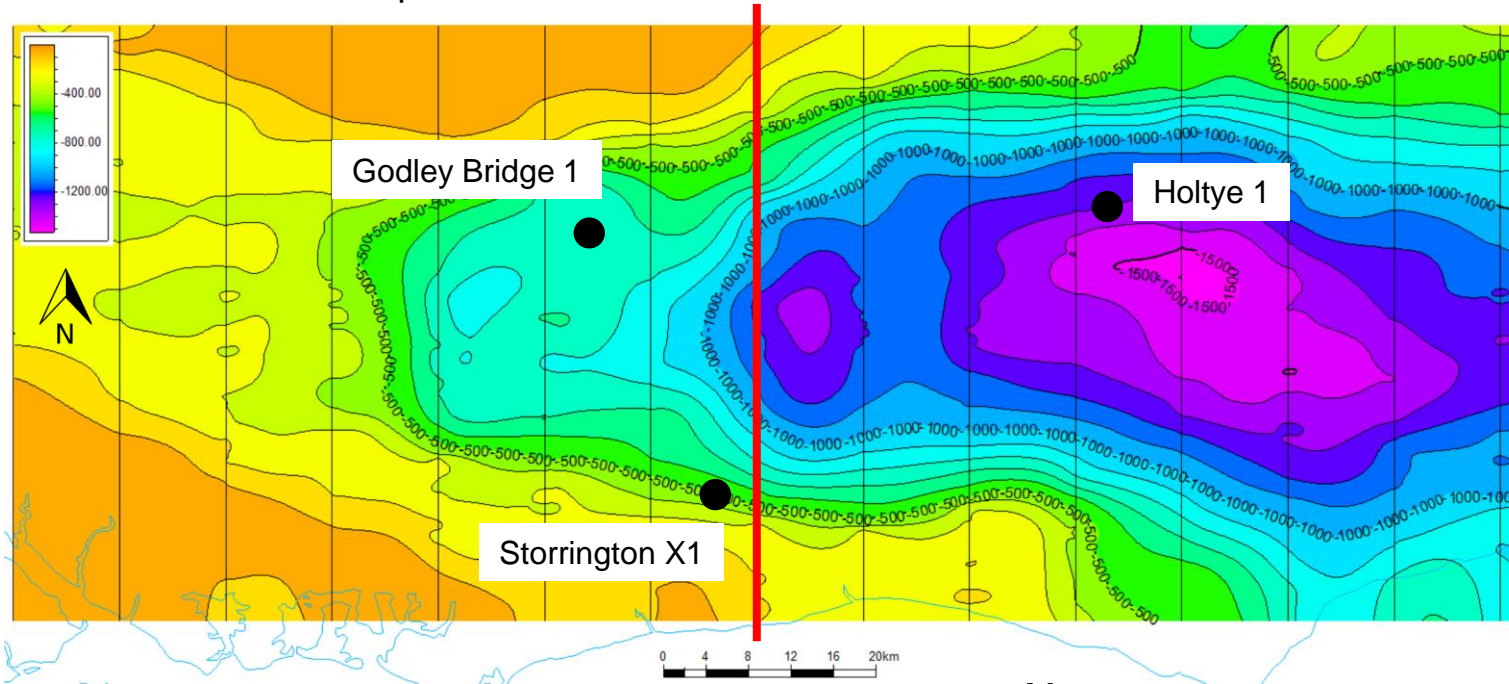 -400.00
-800.00
-1200.00
N
Godley Bridge 1
Holtye 1
Storrington X1
-500
-1000
-1500
0 4 8 12 16 20km